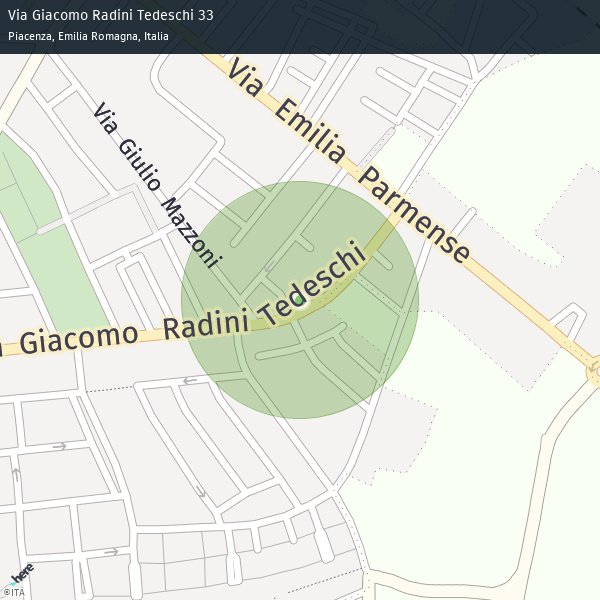 Via Giacomo Radini Tedeschi 33
Piacenza, Emilia Romagna, Italia
Via Emilia Parmense
Via Giulio Mazzoni
Giacomo Radini Tedeschi
here
©ITA